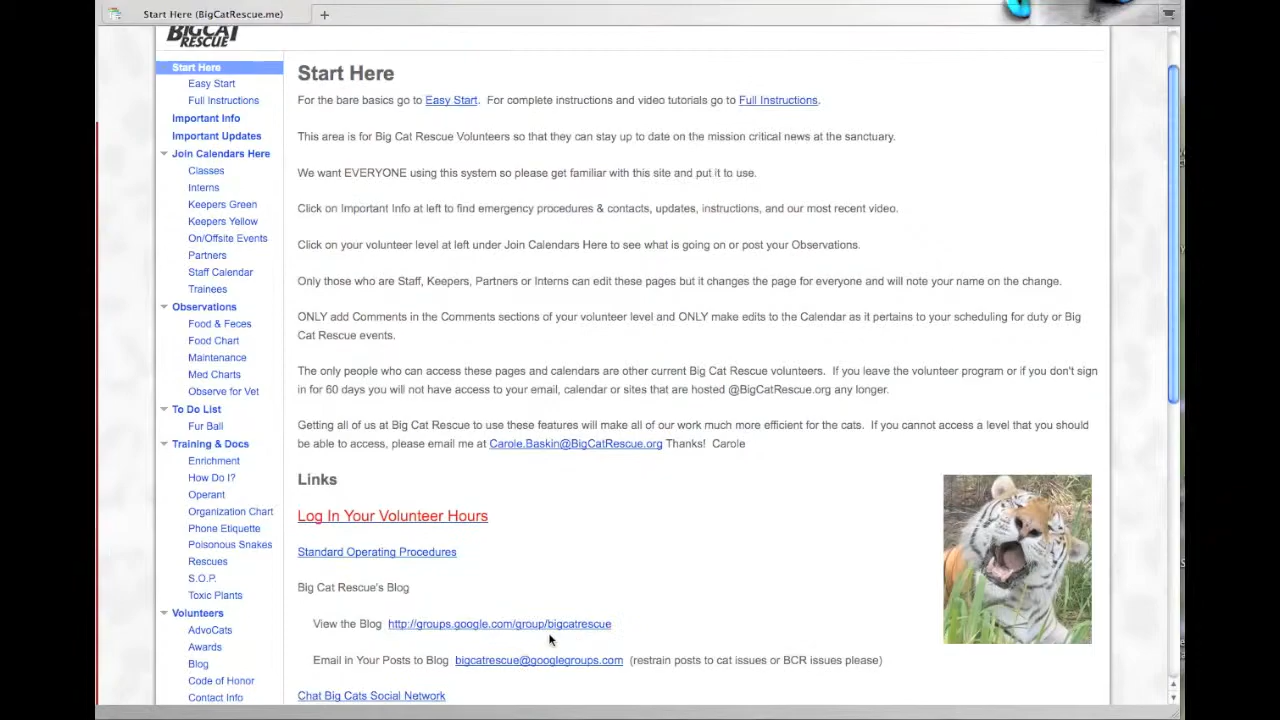 Start Here (BigCatRescue.me)
BIGCAT
RESCUE
Start Here
Easy Start
Full Instructions
Important Info
Important Updates
Join Calendars Here
Classes
Interns
Keepers Green
Keepers Yellow
On/Offsite Events
Partners
Staff Calendar
Trainees
Observations
Food & Feces
Food Chart
Maintenance
Med Charts
Observe for Vet
To Do List
Fur Ball
Training & Docs
Enrichment
How Do I?
Operant
Organization Chart
Phone Etiquette
Poisonous Snakes
Rescues
S.O.P.
Toxic Plants
Volunteers
AdvoCats
Awards
Blog
Code of Honor
Contact Info
Start Here
For the bare basics go to Easy Start. For complete instructions and video tutorials go to Full Instructions.
This area is for Big Cat Rescue Volunteers so that they can stay up to date on the mission critical news at the sanctuary.
We want EVERYONE using this system so please get familiar with this site and put it to use.
Click on Important Info at left to find emergency procedures & contacts, updates, instructions, and our most recent video.
Click on your volunteer level at left under Join Calendars Here to see what is going on or post your Observations.
Only those who are Staff, Keepers, Partners or Interns can edit these pages but it changes the page for everyone and will note your name on the change.
ONLY add Comments in the Comments sections of your volunteer level and ONLY make edits to the Calendar as it pertains to your scheduling for duty or Big
Cat Rescue events.
The only people who can access these pages and calendars are other current Big Cat Rescue volunteers. If you leave the volunteer program or if you don't sign
in for 60 days you will not have access to your email, calendar or sites that are hosted @BigCatRescue.org any longer.
Getting all of us at Big Cat Rescue to use these features will make all of our work much more efficient for the cats. If you cannot access a level that you should
be able to access, please email me at Carole.Baskin@BigCatRescue.org Thanks! Carole
Links
Log In Your Volunteer Hours
Standard Operating Procedures
Big Cat Rescue's Blog
View the Blog http://groups.google.com/group/bigcatrescue
Email in Your Posts to Blog bigcatrescue@googlegroups.com (restrain posts to cat issues or BCR issues please)
Chat Big Cats Social Network